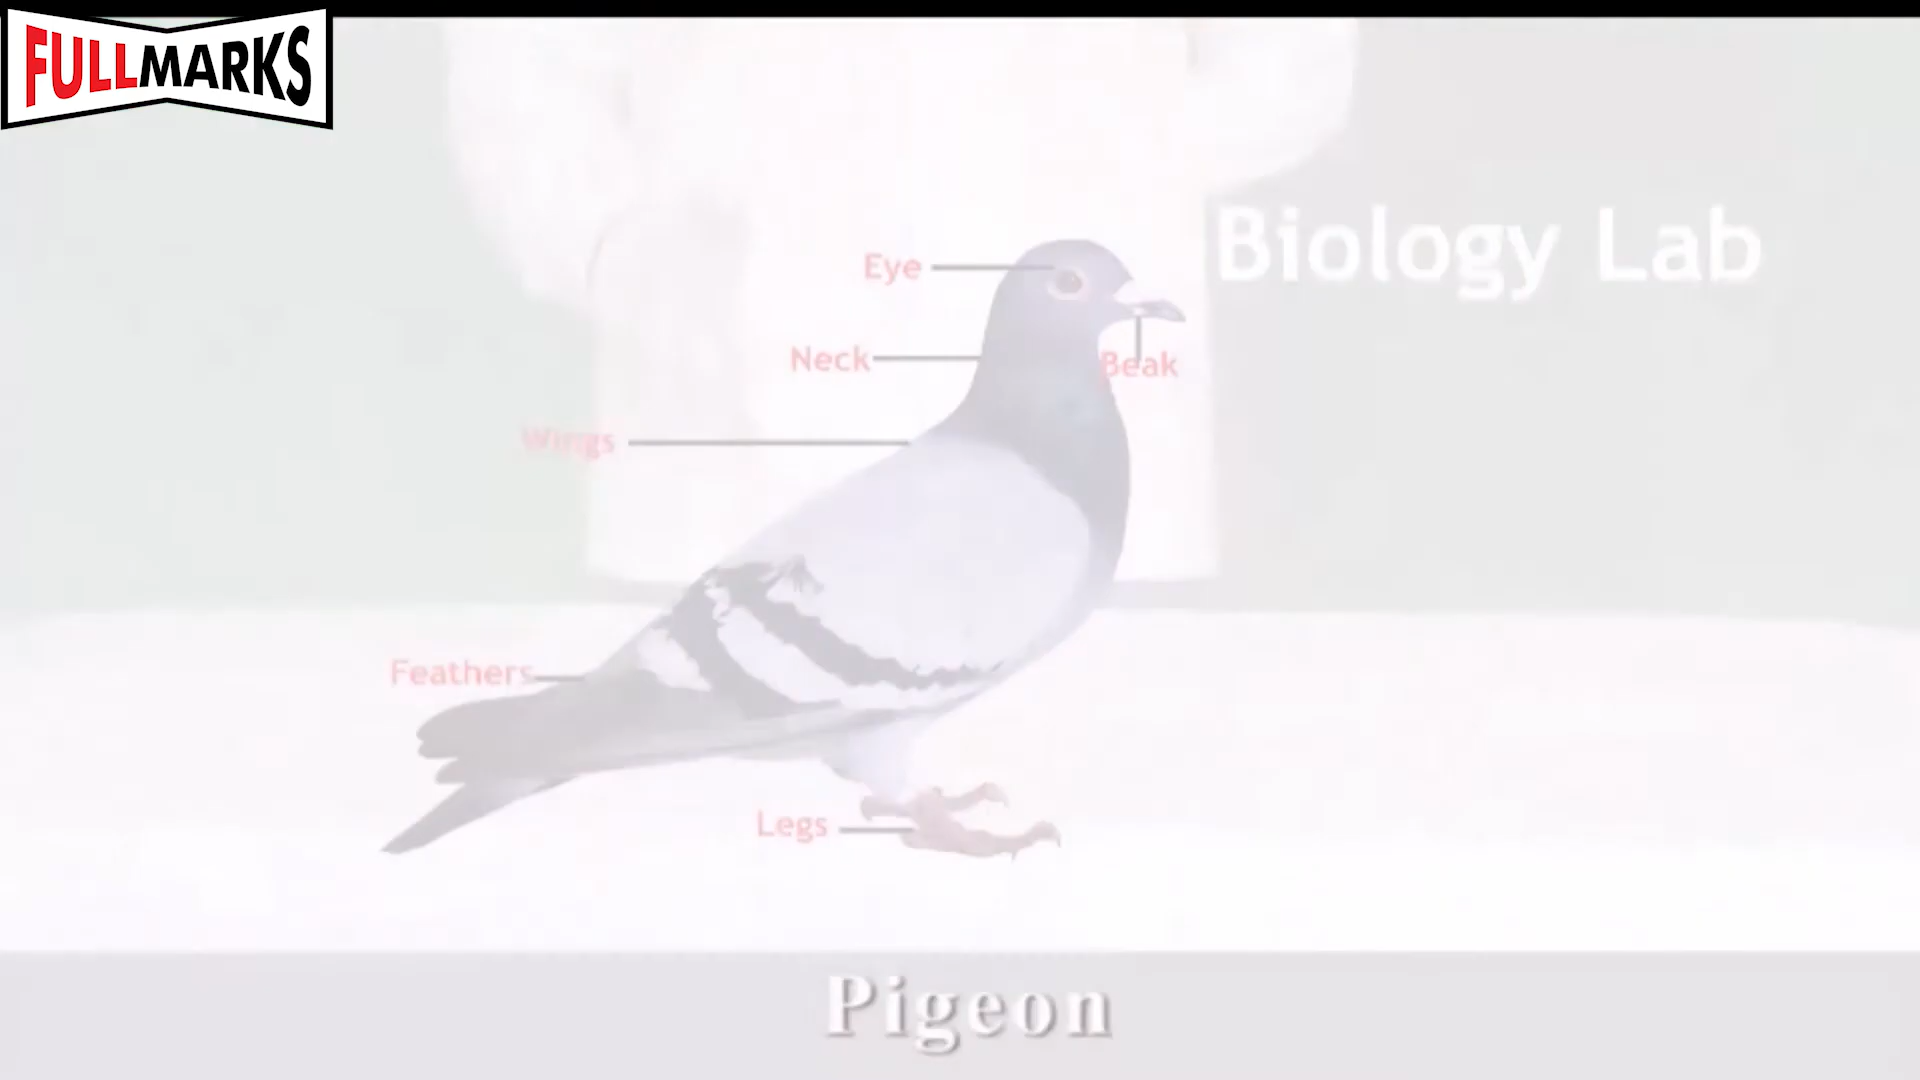 FULLMARKS
Biology Lab
Eye
Neck
Beak
Wings
Feathers
Legs
Pigeon